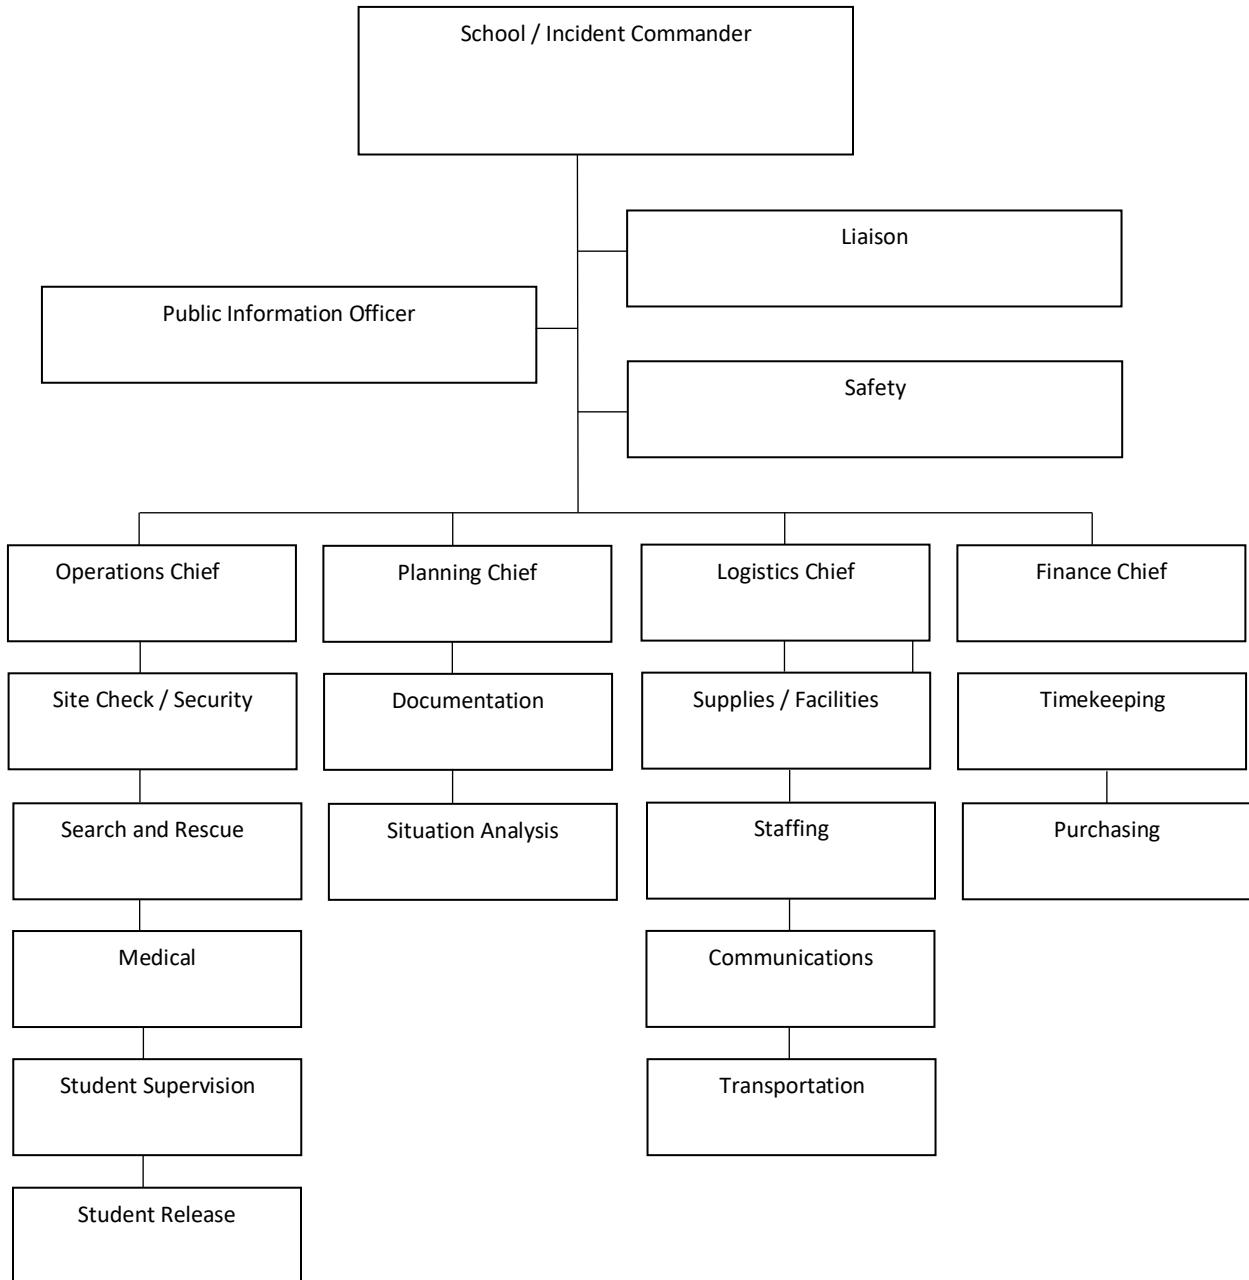 School / Incident Commander
Liaison
Public Information Officer
Safety
Operations Chief
Planning Chief
Logistics Chief
Finance Chief
Site Check / Security
Documentation
Supplies / Facilities
Timekeeping
Search and Rescue
Situation Analysis
Staffing
Purchasing
Medical
Communications
Student Supervision
Transportation
Student Release